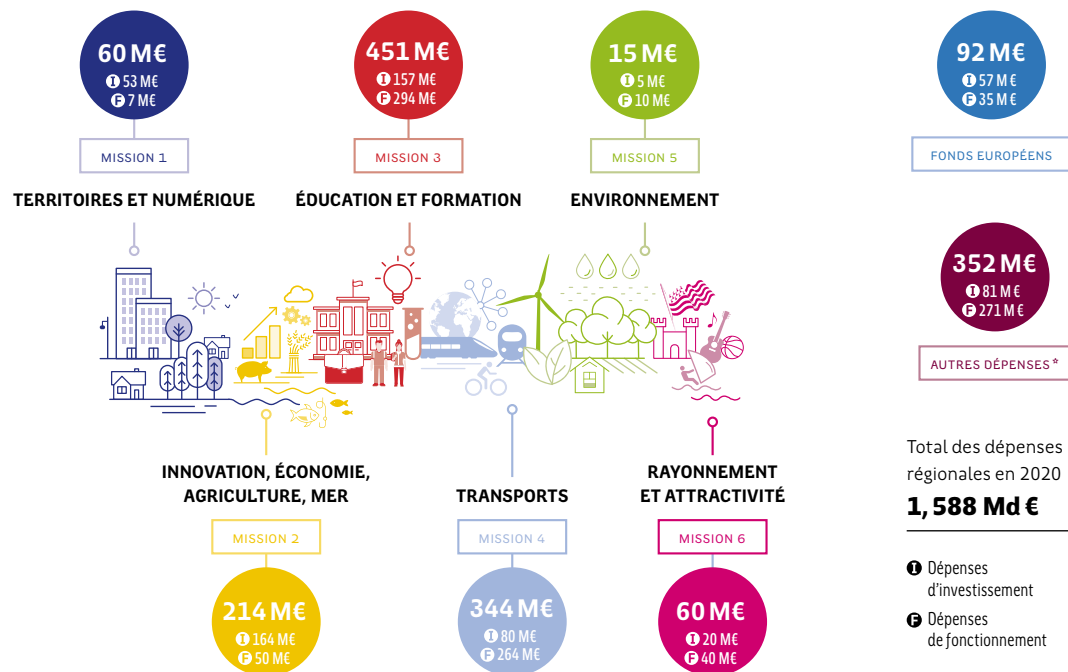 60 M€
I 53 M€
F 7 M€
MISSION 1
TERRITOIRES ET NUMÉRIQUE
451 M€
I 157 M€
F 294 M€
MISSION 3
ÉDUCATION ET FORMATION
15 M€
I 5 M€
F 10 M€
MISSION 5
ENVIRONNEMENT
92 M€
I 57 M€
F 35 M€
FONDS EUROPÉENS
352 M€
I 81 M€
F 271 M€
AUTRES DÉPENSES*
INNOVATION, ÉCONOMIE,
AGRICULTURE, MER
MISSION 2
214 M€
I 164 M€
F 50 M€
TRANSPORTS
MISSION 4
344 M€
I 80 M€
F 264 M€
RAYONNEMENT
ET ATTRACTIVITÉ
MISSION 6
60 M€
I 20 M€
F 40 M€
Total des dépenses
régionales en 2020
1,588 Md €
I Dépenses
d'investissement
F Dépenses
de fonctionnement